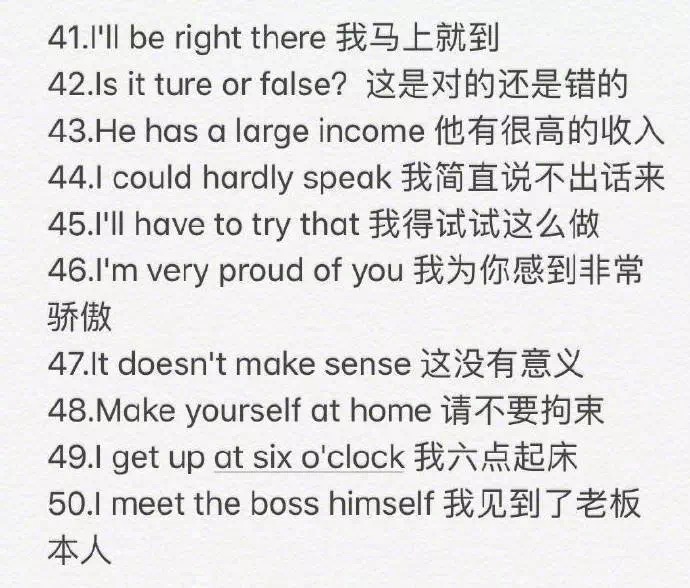 41.I'll be right there 我马上就到
42.Is it ture or false？这是对的还是错的
43.He has a large income 他有很高的收入
44.I could hardly speak 我简直说不出话来
45.I'll have to try that 我得试试这么做
46.I'm very proud of you 我为你感到非常
骄傲
47.It doesn't make sense 这没有意义
48.Make yourself at home 请不要拘束
49.I get up at six o'clock 我六点起床
50.I meet the boss himself 我见到了老板
本人